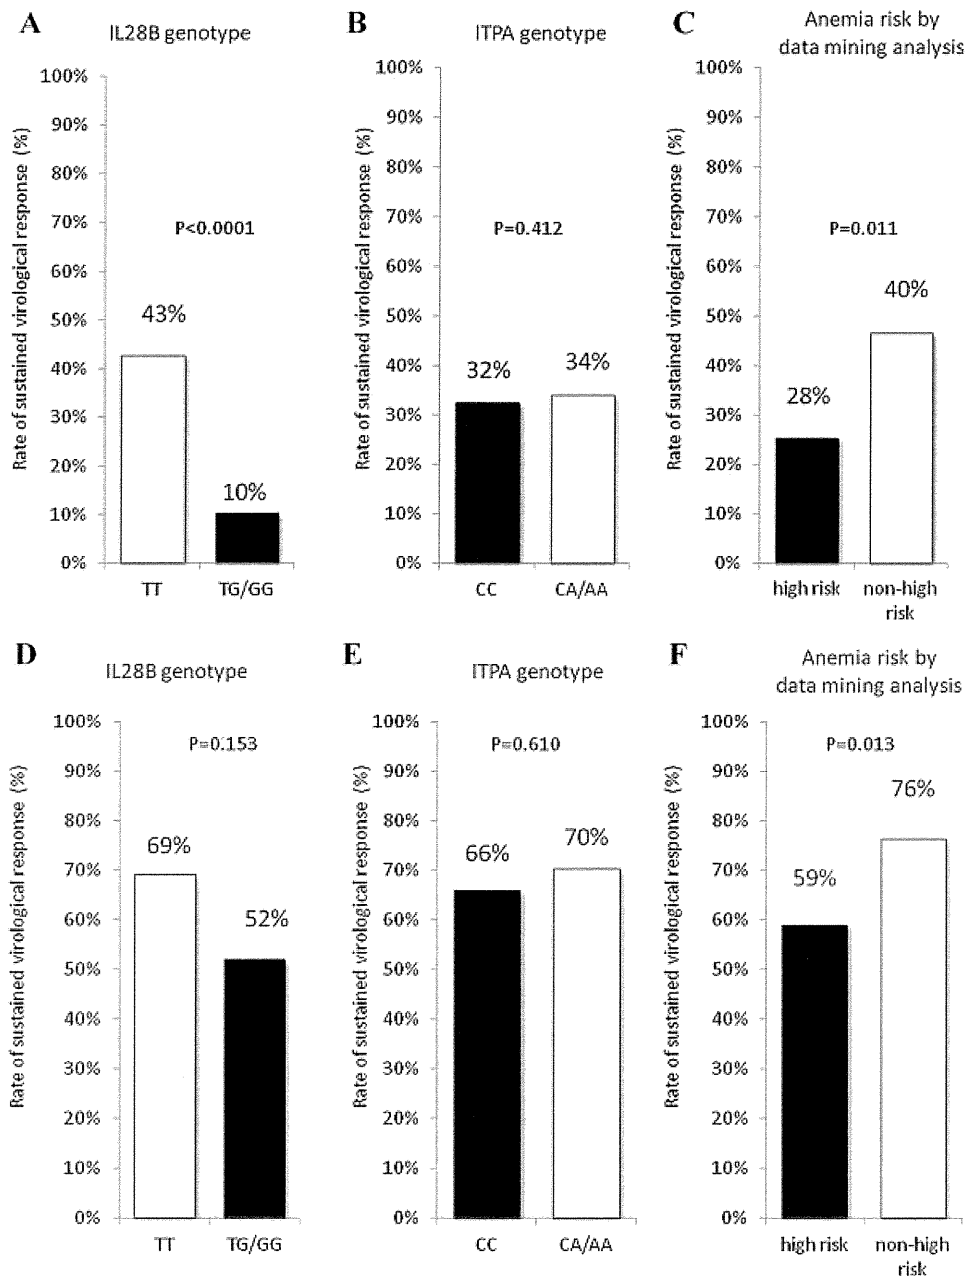 A
IL28B genotype
Rate of sustained virological response (%)
100%
90%
80%
70%
60%
50%
40%
30%
20%
10%
0%
P<0.0001
43%
10%
TT
TG/GG
B
ITPA genotype
Rate of sustained virological response (%)
100%
90%
80%
70%
60%
50%
40%
30%
20%
10%
0%
P=0.412
32%
34%
CC
CA/AA
C
Anemia risk by
data mining analysis
Rate of sustained virological response (%)
100%
90%
80%
70%
60%
50%
40%
30%
20%
10%
0%
P=0.011
28%
40%
high risk
non-high
risk
D
IL28B genotype
Rate of sustained virological response (%)
100%
90%
80%
70%
60%
50%
40%
30%
20%
10%
0%
P=0.153
69%
52%
TT
TG/GG
E
ITPA genotype
Rate of sustained virological response (%)
100%
90%
80%
70%
60%
50%
40%
30%
20%
10%
0%
P=0.610
66%
70%
CC
CA/AA
F
Anemia risk by
data mining analysis
Rate of sustained virological response (%)
100%
90%
80%
70%
60%
50%
40%
30%
20%
10%
0%
P=0.013
59%
76%
high risk
non-high
risk